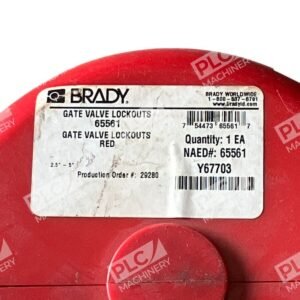 BRADY.
BRADY WORLDWIDE
1-800-537-8791
www.bradyid.com
GATE VALVE LOCKOUTS
65561
GATE VALVE LOCKOUTS
RED
2.5" - 5"
Production Order #: 29280
7 54473 65561 7
Quantity: 1 EA
NAED#: 65561
Y67703
PLC
MACHINERY